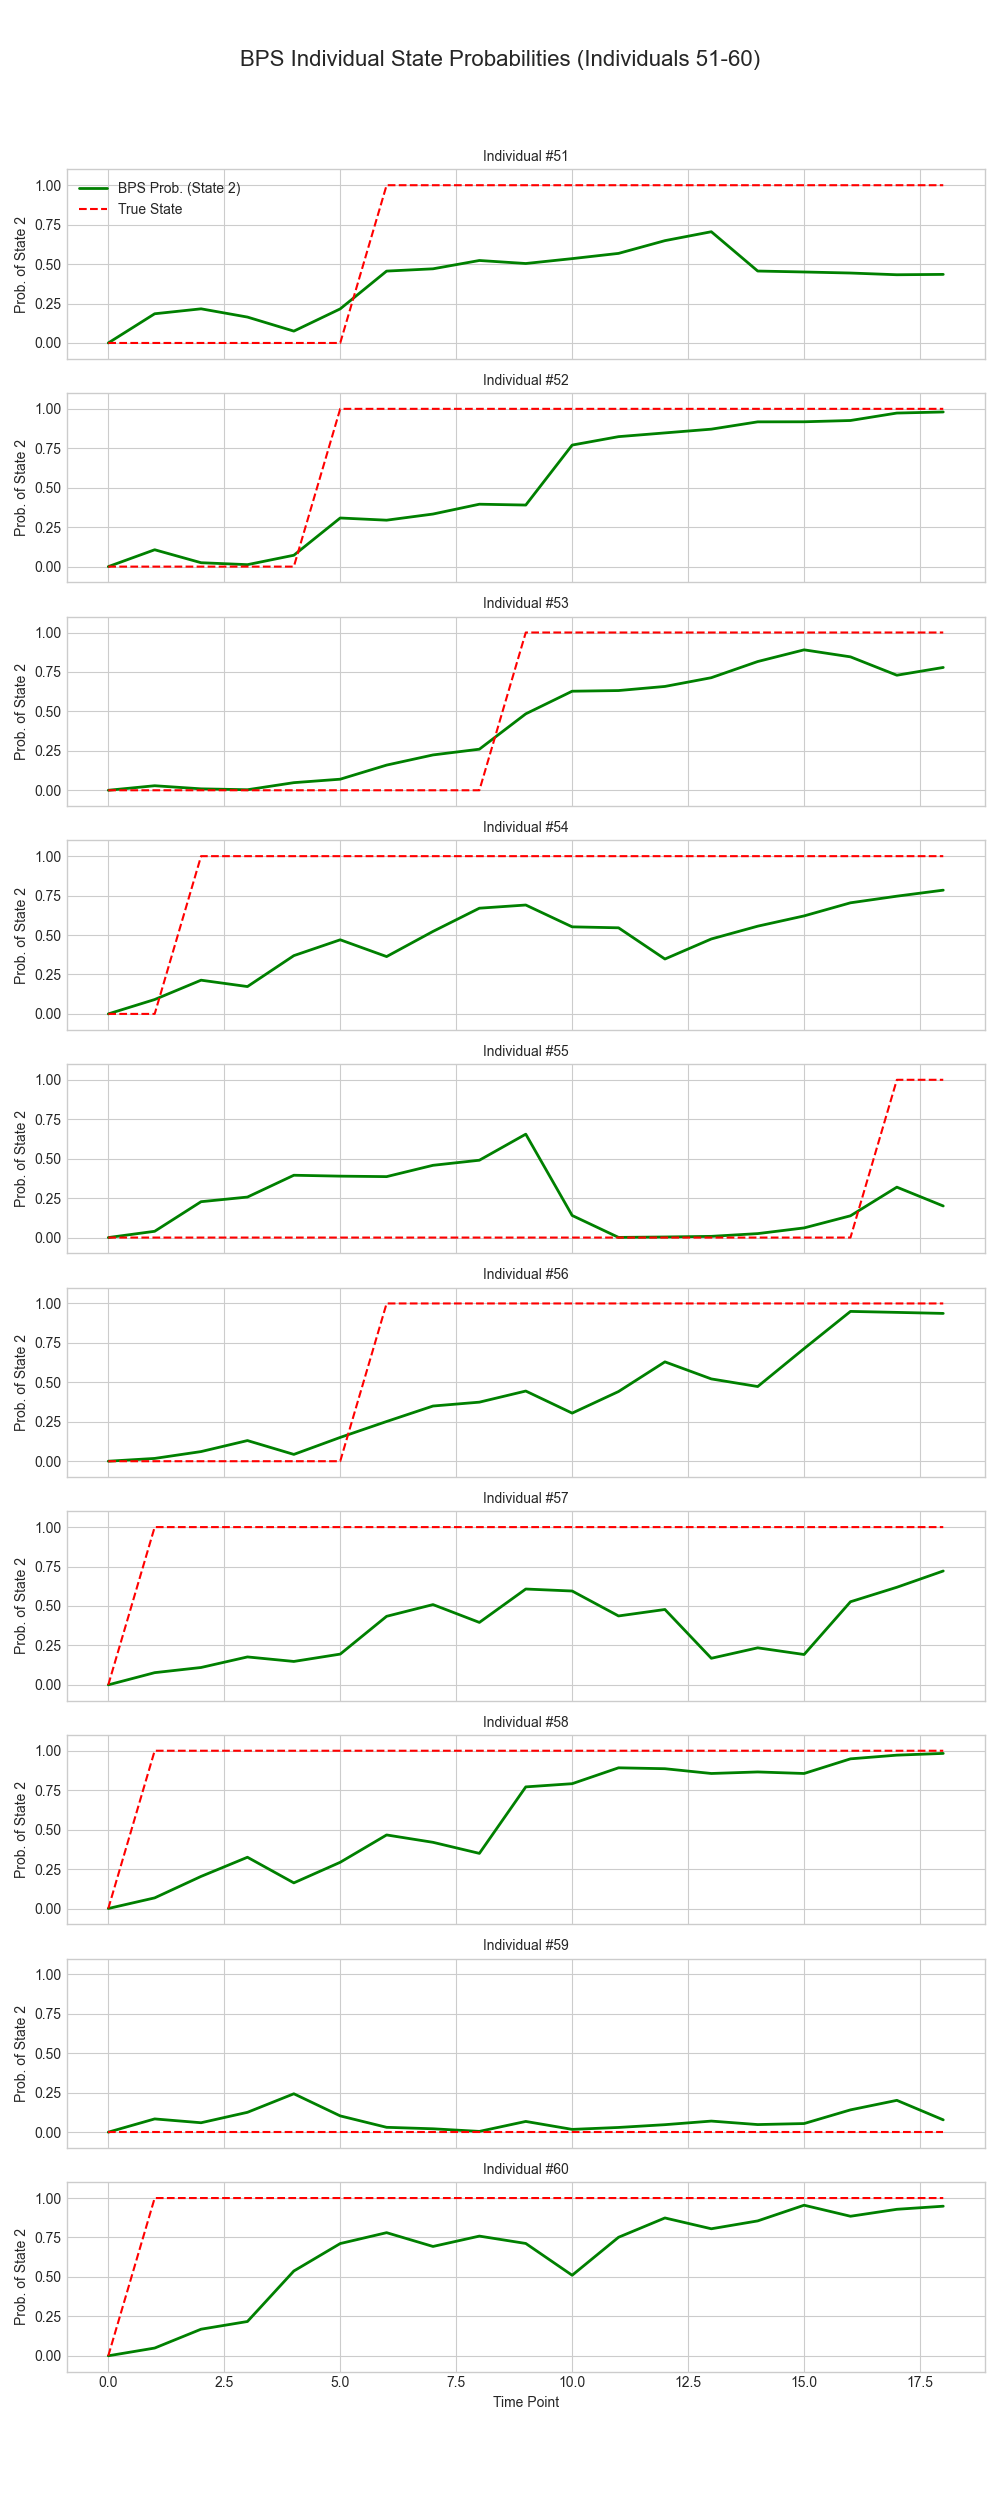 BPS Individual State Probabilities (Individuals 51-60)
Individual #51
BPS Prob. (State 2)
True State
Prob. of State 2
1.00
0.75
0.50
0.25
0.00
Individual #52
Prob. of State 2
1.00
0.75
0.50
0.25
0.00
Individual #53
Prob. of State 2
1.00
0.75
0.50
0.25
0.00
Individual #54
Prob. of State 2
1.00
0.75
0.50
0.25
0.00
Individual #55
Prob. of State 2
1.00
0.75
0.50
0.25
0.00
Individual #56
Prob. of State 2
1.00
0.75
0.50
0.25
0.00
Individual #57
Prob. of State 2
1.00
0.75
0.50
0.25
0.00
Individual #58
Prob. of State 2
1.00
0.75
0.50
0.25
0.00
Individual #59
Prob. of State 2
1.00
0.75
0.50
0.25
0.00
Individual #60
Prob. of State 2
1.00
0.75
0.50
0.25
0.00
0.0 2.5 5.0 7.5 10.0 12.5 15.0 17.5
Time Point